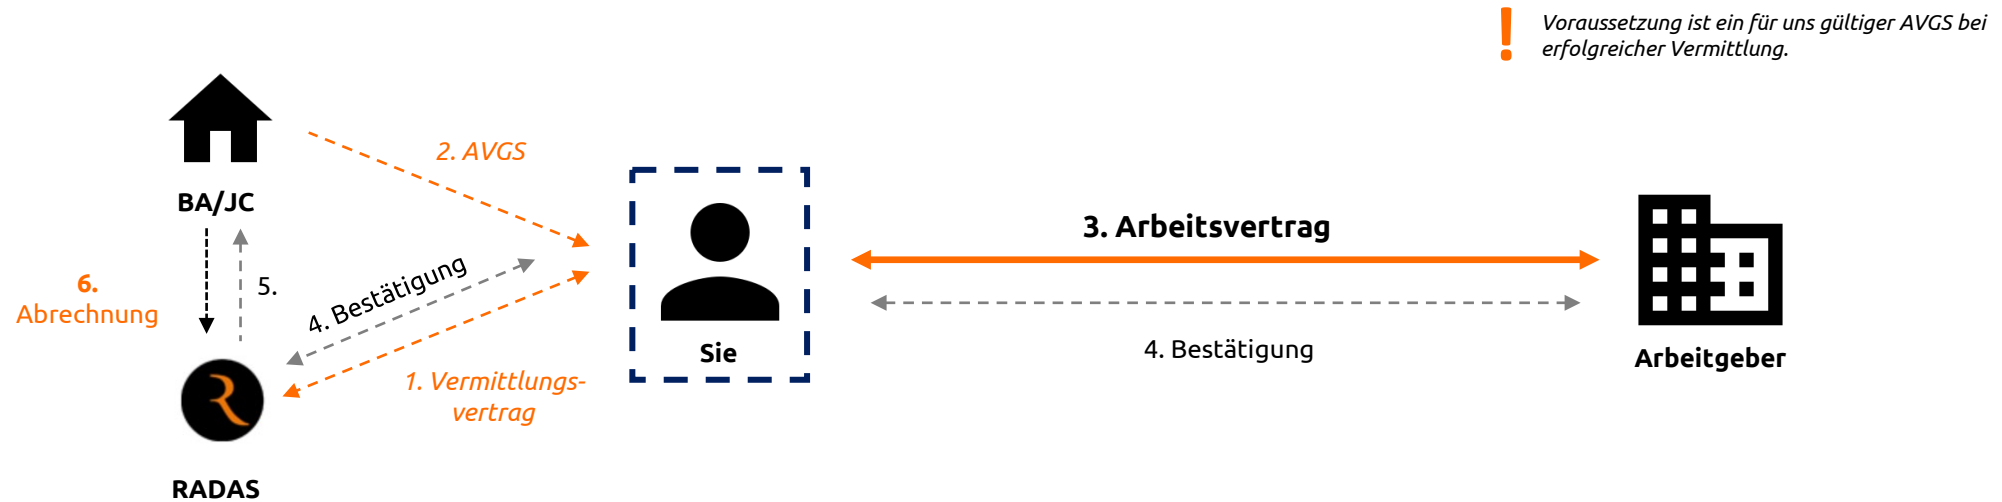 !
Voraussetzung ist ein für uns gültiger AVGS bei
erfolgreicher Vermittlung.
2. AVGS
BA/JC
3. Arbeitsvertrag
6.
Abrechnung
5.
4. Bestätigung
Sie
4. Bestätigung
Arbeitgeber
1. Vermittlungs-
vertrag
R
RADAS